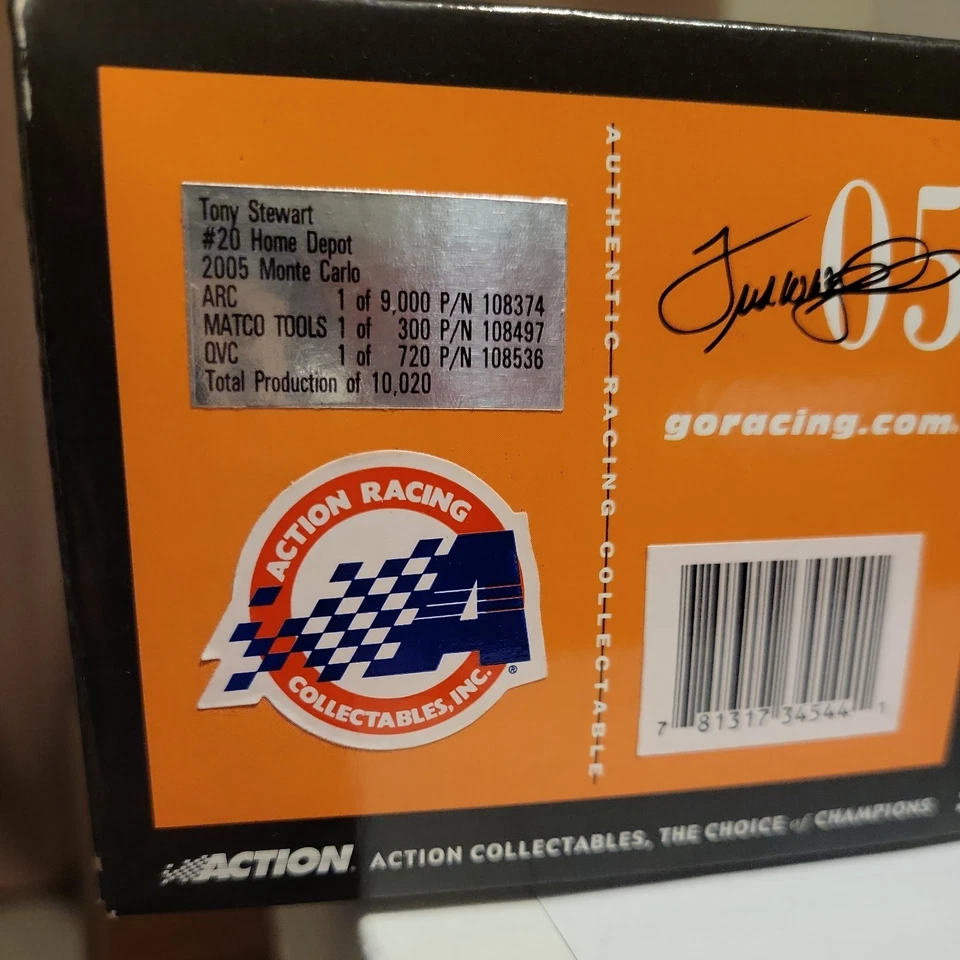 Tony Stewart
#20 Home Depot
2005 Monte Carlo
ARC 1 of 9,000 P/N 108374
MATCO TOOLS 1 of 300 P/N 108497
QVC 1 of 720 P/N 108536
Total Production of 10,020
ACTION RACING
A
COLLECTABLES, INC.®
AUTHENTIC RACING COLLECTABLE
05
goracing.com
7 81317 34544 1
ACTION. ACTION COLLECTABLES, THE CHOICE of CHAMPIONS